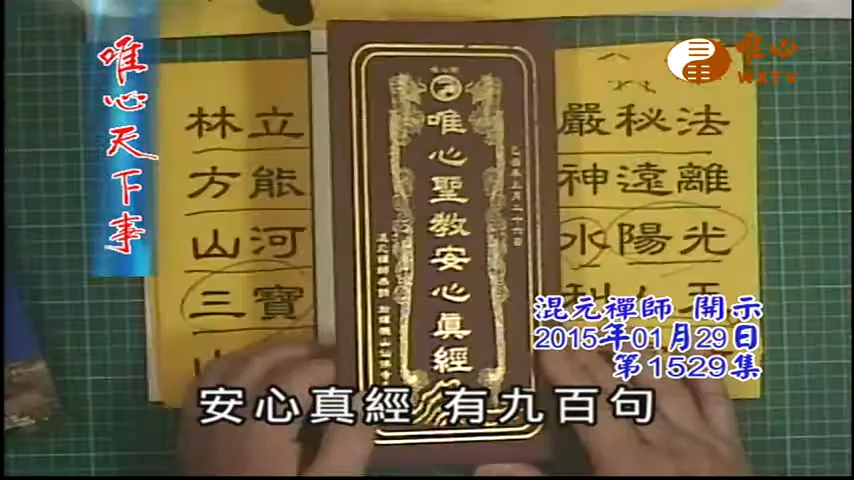 唯心天下事
唯心
WXTV
林立
方能
山河
三寶
唯心聖教安心真經
嚴秘法
神遠離
水陽光
混元禪師 開示
2015年01月29日
第1529集
安心真經 有九百句